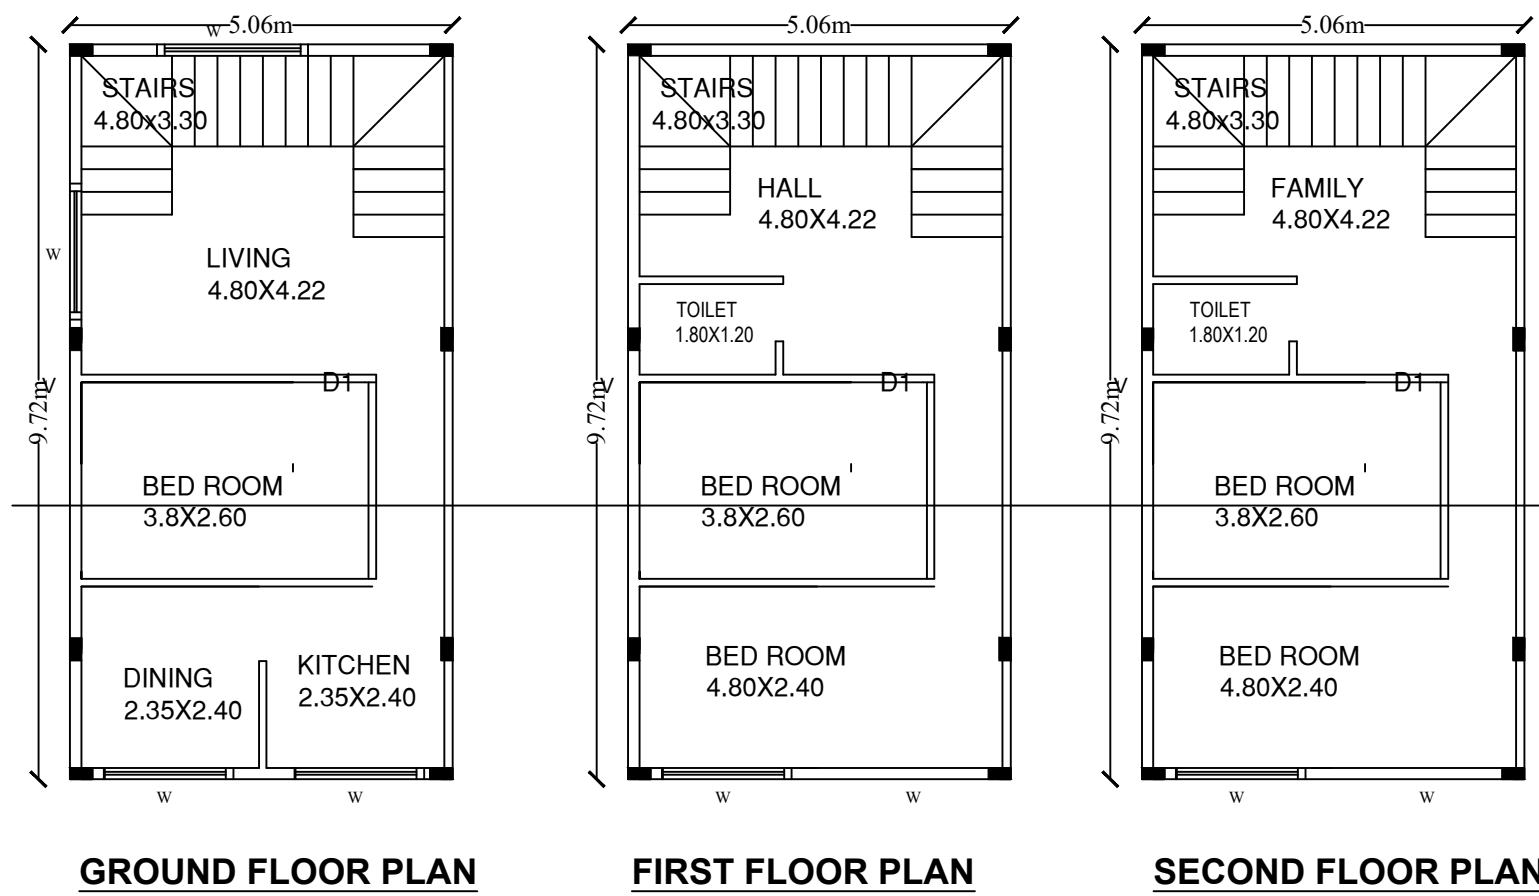 5.06m
W
STAIRS
4.80x3.30
W
LIVING
4.80X4.22
D1
V
9.72m
BED ROOM
3.8X2.60
DINING
2.35X2.40
KITCHEN
2.35X2.40
W
W
GROUND FLOOR PLAN
5.06m
STAIRS
4.80x3.30
HALL
4.80X4.22
TOILET
1.80X1.20
D1
V
9.72m
BED ROOM
3.8X2.60
BED ROOM
4.80X2.40
W
W
FIRST FLOOR PLAN
5.06m
STAIRS
4.80x3.30
FAMILY
4.80X4.22
TOILET
1.80X1.20
D1
V
9.72m
BED ROOM
3.8X2.60
BED ROOM
4.80X2.40
W
W
SECOND FLOOR PLAN